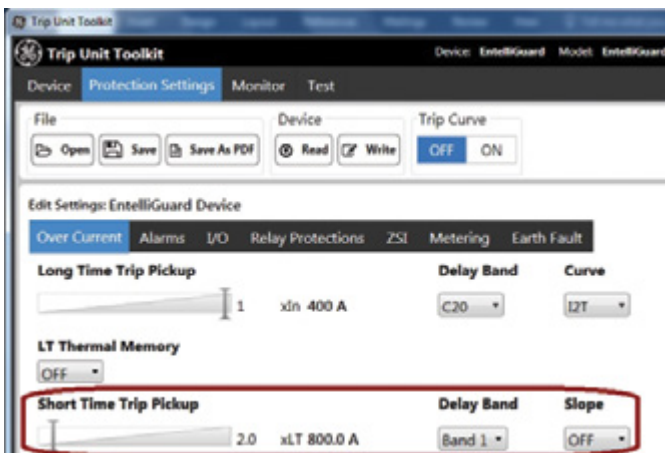 Trip Unit Toolkit
Trip Unit Toolkit Device: EntelliGuard Model: EntelliGuard
Device Protection Settings Monitor Test
File Device Trip Curve
Open Save Save As PDF Read Write OFF ON
Edit Settings: EntelliGuard Device
Over Current Alarms I/O Relay Protections ZSI Metering Earth Fault
Long Time Trip Pickup Delay Band Curve
1 xIn 400 A C20 I2T
LT Thermal Memory
OFF
Short Time Trip Pickup Delay Band Slope
2.0 xLT 800.0 A Band 1 OFF